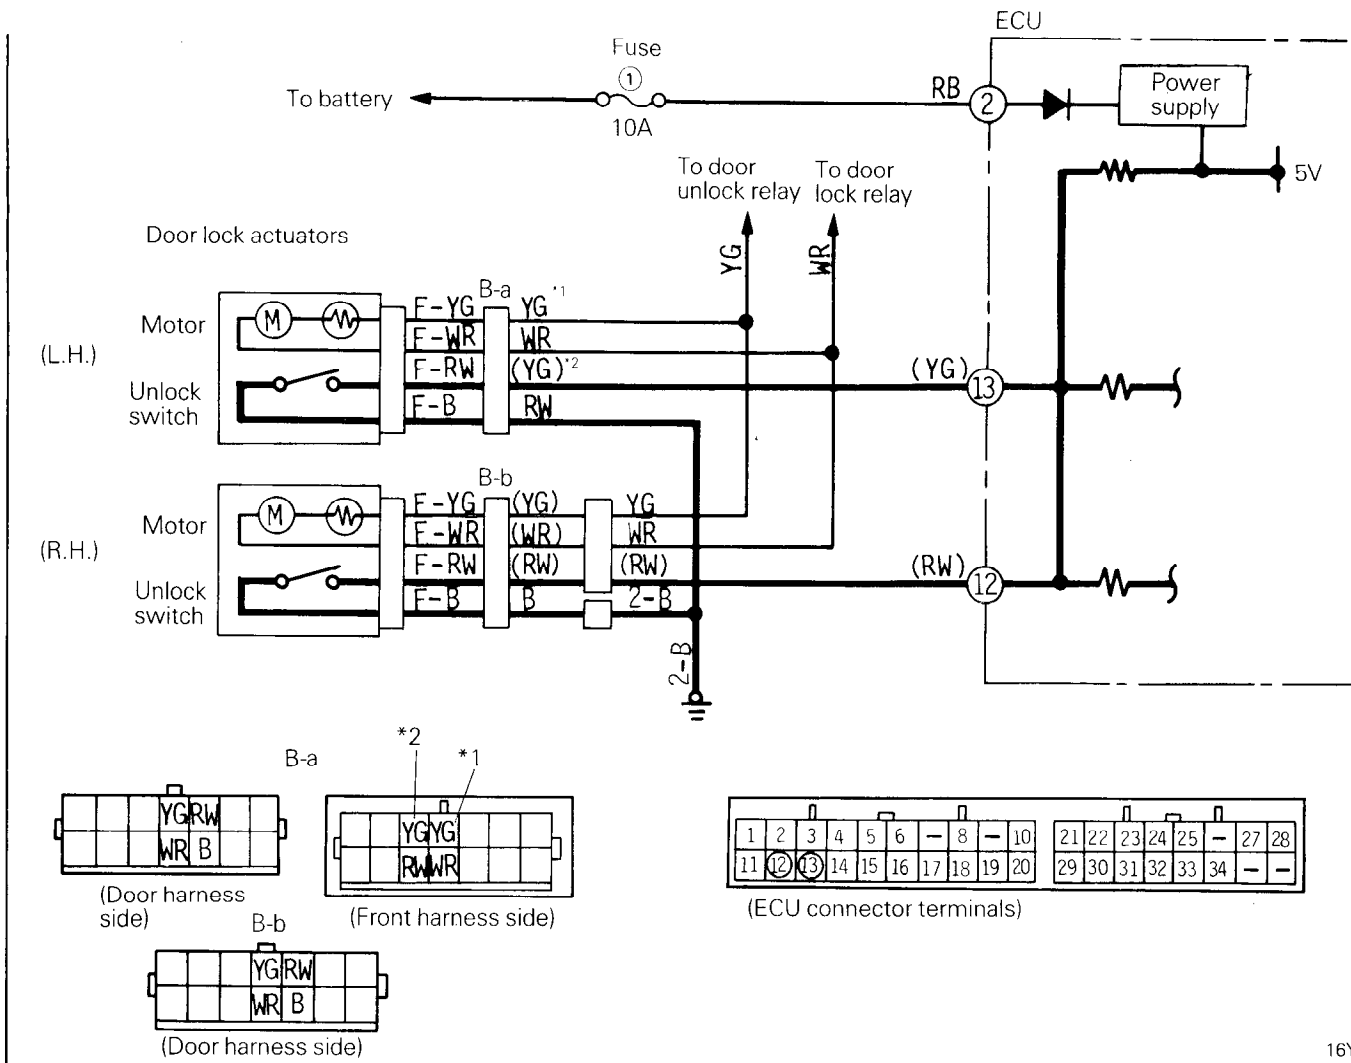 ECU
Fuse
1
10A
To battery
RB
2
Power
supply
5V
To door
unlock relay
To door
lock relay
YG
WR
Door lock actuators
(L.H.)
Motor
M
Unlock
switch
F-YG
F-WR
F-RW
F-B
B-a
YG *1
WR
(YG)*2
RW
(YG)
13
(R.H.)
Motor
M
Unlock
switch
F-YG
F-WR
F-RW
F-B
B-b
(YG)
(WR)
(RW)
B
YG
WR
(RW)
2-B
(RW)
12
2-B
B-a
*2
*1
YG RW
WR B
(Door harness
side)
YG YG
RW WR
(Front harness side)
B-b
YG RW
WR B
(Door harness side)
1 2 3 4 5 6 – 8 – 10
11 12 13 14 15 16 17 18 19 20
21 22 23 24 25 – 27 28
29 30 31 32 33 34 – –
(ECU connector terminals)